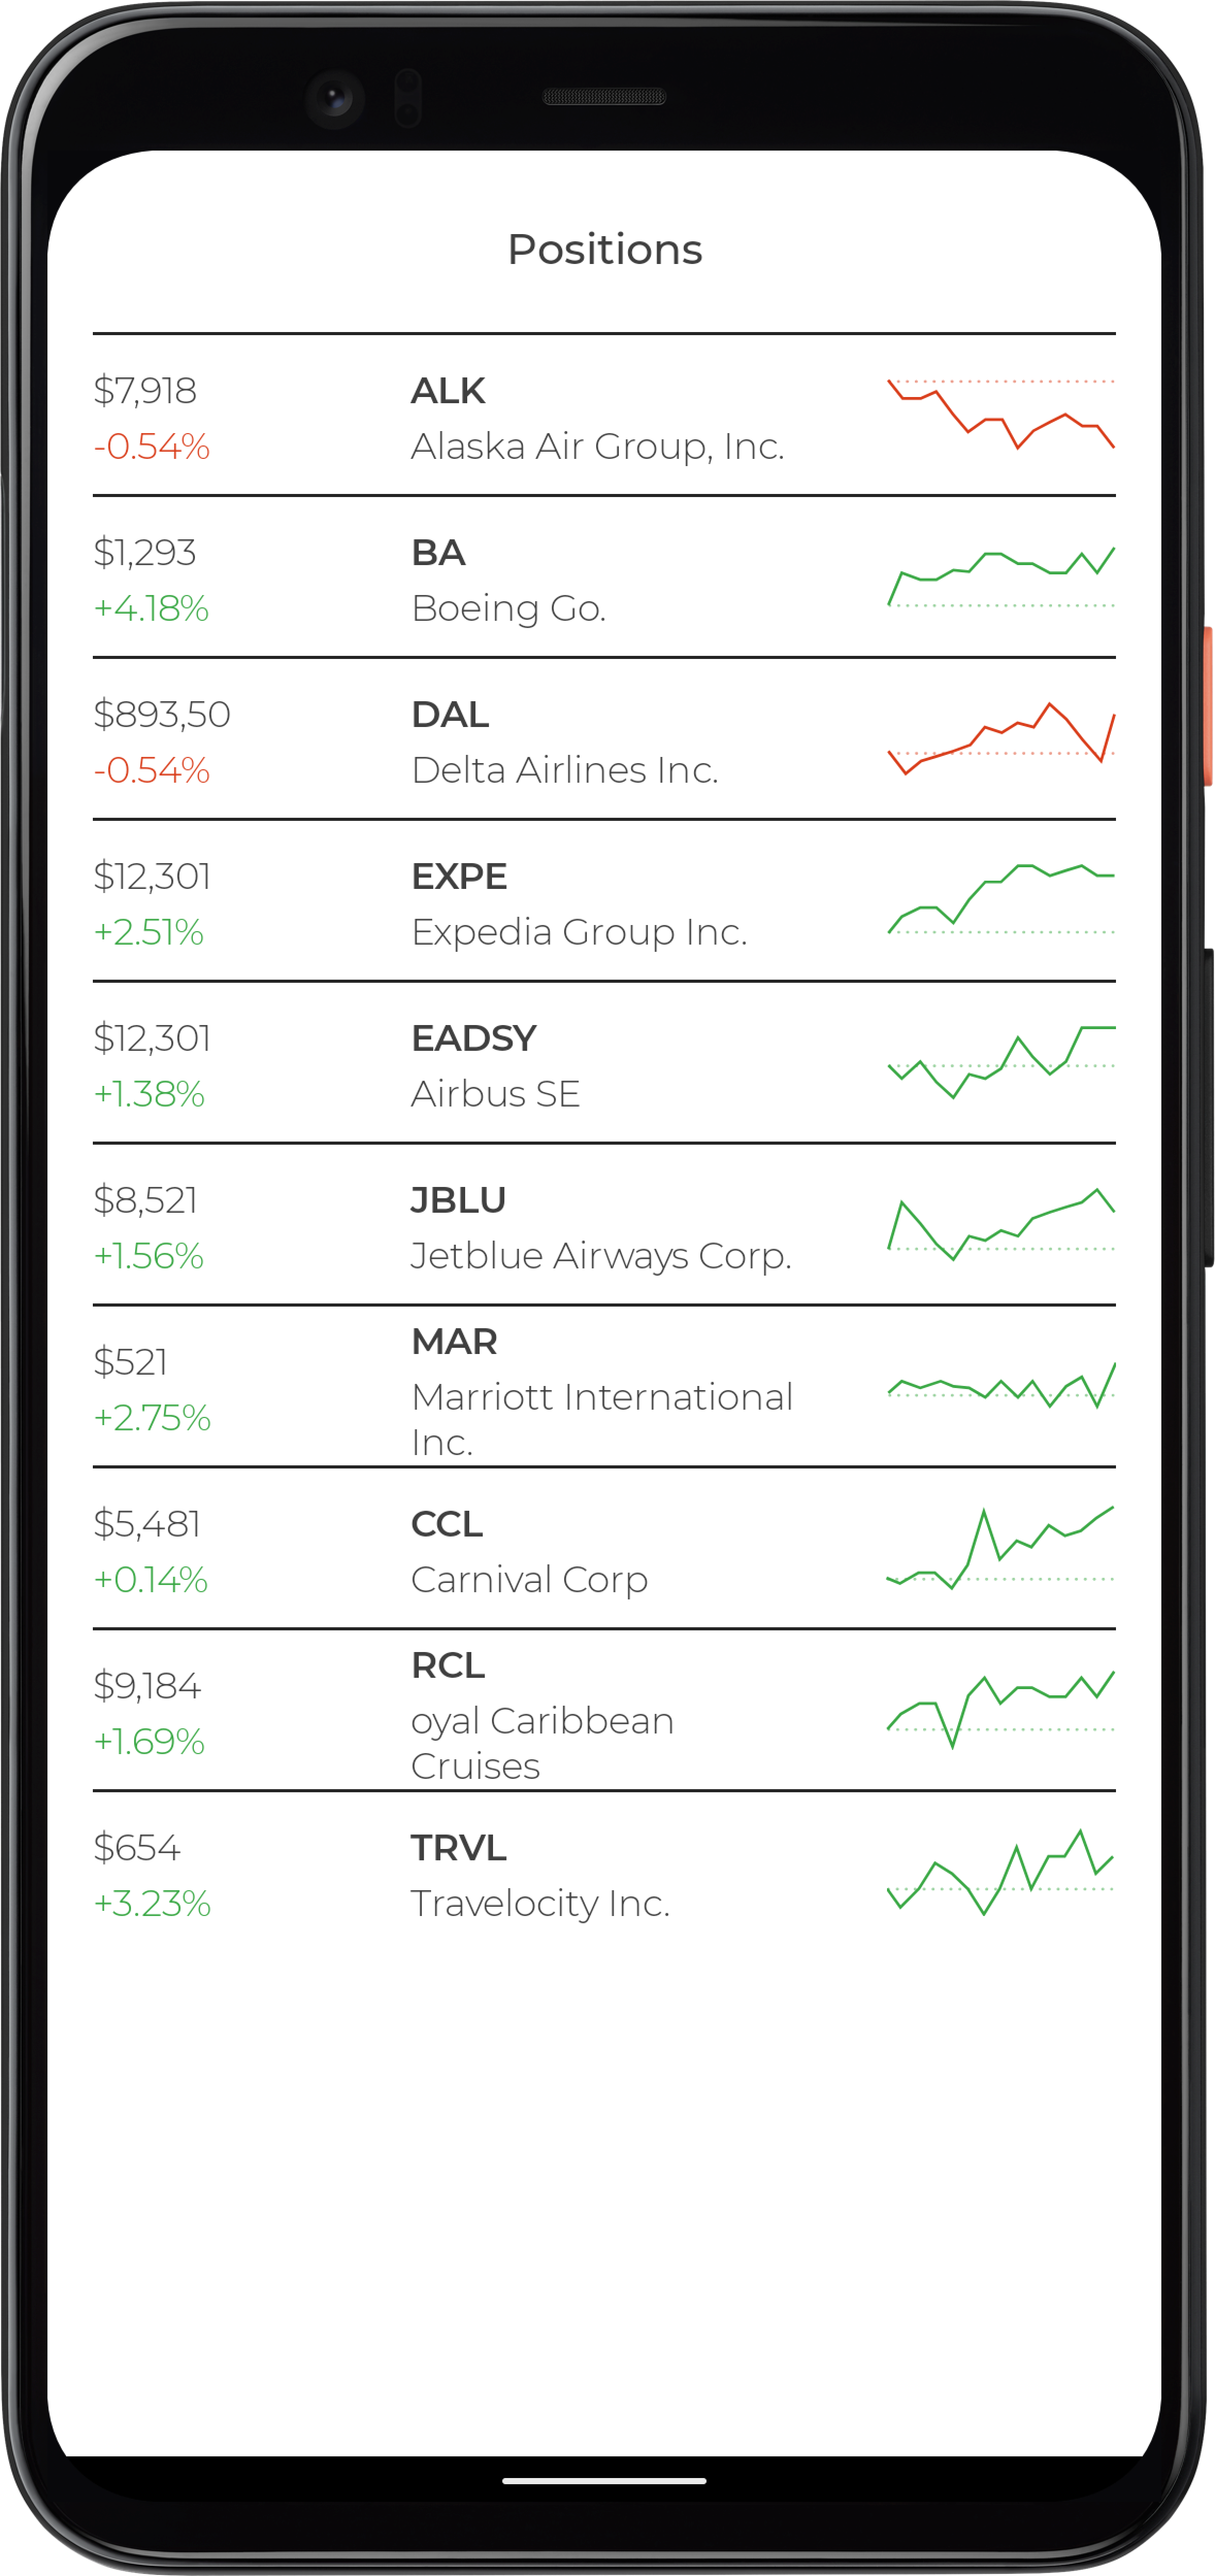 Positions
$7,918
-0.54%
ALK
Alaska Air Group, Inc.
$1,293
+4.18%
BA
Boeing Go.
$893,50
-0.54%
DAL
Delta Airlines Inc.
$12,301
+2.51%
EXPE
Expedia Group Inc.
$12,301
+1.38%
EADSY
Airbus SE
$8,521
+1.56%
JBLU
Jetblue Airways Corp.
$521
+2.75%
MAR
Marriott International
Inc.
$5,481
+0.14%
CCL
Carnival Corp
$9,184
+1.69%
RCL
oyal Caribbean
Cruises
$654
+3.23%
TRVL
Travelocity Inc.